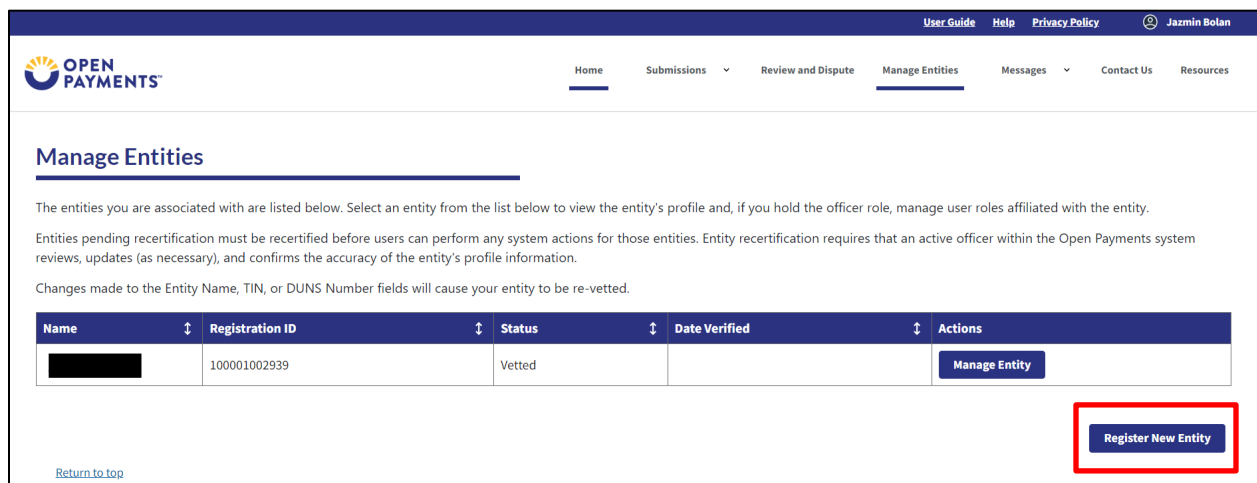 User Guide Help Privacy Policy Jazmin Bolan
OPEN PAYMENTS™
Home Submissions Review and Dispute Manage Entities Messages Contact Us Resources
Manage Entities
The entities you are associated with are listed below. Select an entity from the list below to view the entity's profile and, if you hold the officer role, manage user roles affiliated with the entity.
Entities pending recertification must be recertified before users can perform any system actions for those entities. Entity recertification requires that an active officer within the Open Payments system
reviews, updates (as necessary), and confirms the accuracy of the entity's profile information.
Changes made to the Entity Name, TIN, or DUNS Number fields will cause your entity to be re-vetted.
Name Registration ID Status Date Verified Actions
100001002939 Vetted Manage Entity
Register New Entity
Return to top